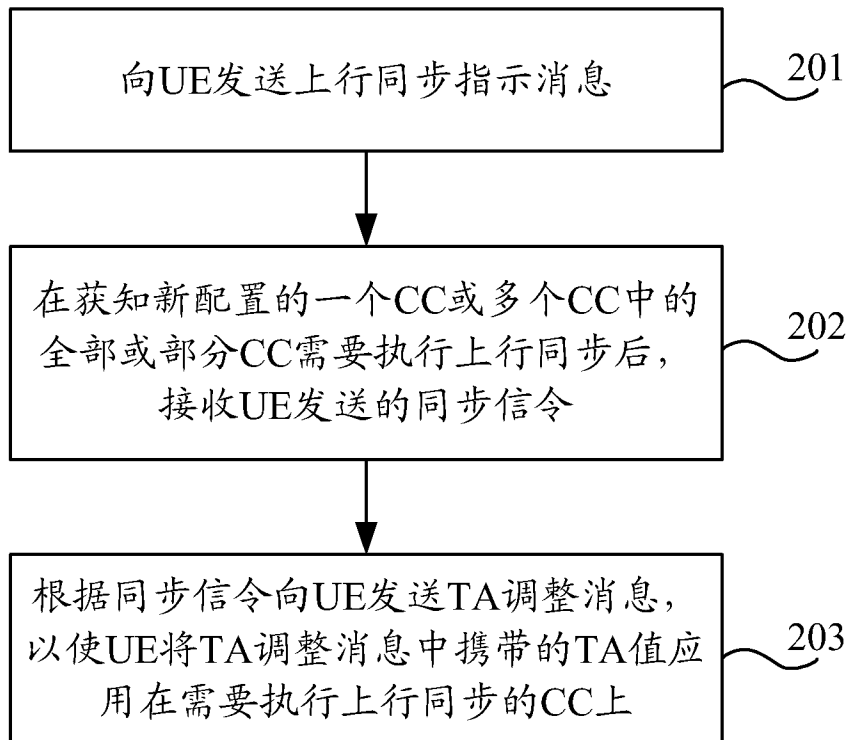 向UE发送上行同步指示消息
201
在获知新配置的一个CC或多个CC中的
全部或部分CC需要执行上行同步后，
接收UE发送的同步信令
202
根据同步信令向UE发送TA调整消息，
以使UE将TA调整消息中携带的TA值应
用在需要执行上行同步的CC上
203